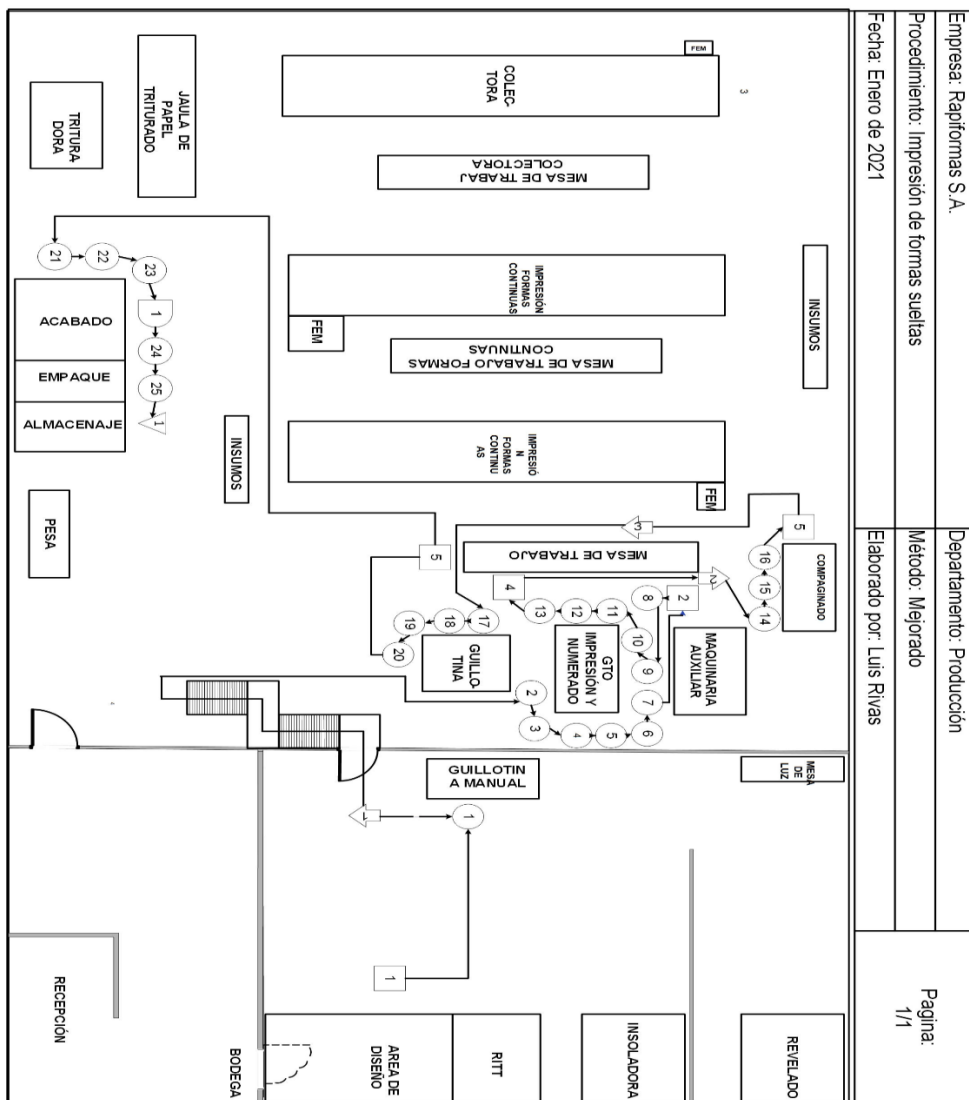 Empresa: Rapiformas S.A.
Procedimiento: Impresión de formas sueltas
Fecha: Enero de 2021
Departamento: Producción
Método: Mejorado
Elaborado por: Luis Rivas
Pagina:
1/1
FEM
COLEC-
TORA
3
JAULA DE
PAPEL
TRITURADO
TRITURA
DORA
MESA DE TRABAJ
COLECTORA
INSUMOS
IMPRESIÓN
FORMAS
CONTINUAS
FEM
MESA DE TRABAJO FORMAS
CONTINUAS
21
22
23
1
24
25
1
ACABADO
EMPAQUE
ALMACENAJE
INSUMOS
IMPRESIÓ
N
FORMAS
CONTINU
AS
FEM
PESA
5
3
MESA DE TRABAJO
5
COMPAGINADO
16
15
14
2
2
8
4
13
12
11
10
9
MAQUINARIA
AUXILIAR
GTO
IMPRESIÓN Y
NUMERADO
17
18
19
20
GUILLO-
TINA
2
3
4
5
6
7
GUILLOTIN
A MANUAL
MESA
DE
LUZ
1
1
1
RECEPCIÓN
BODEGA
AREA DE
DISEÑO
RITT
INSOLADORA
REVELADO